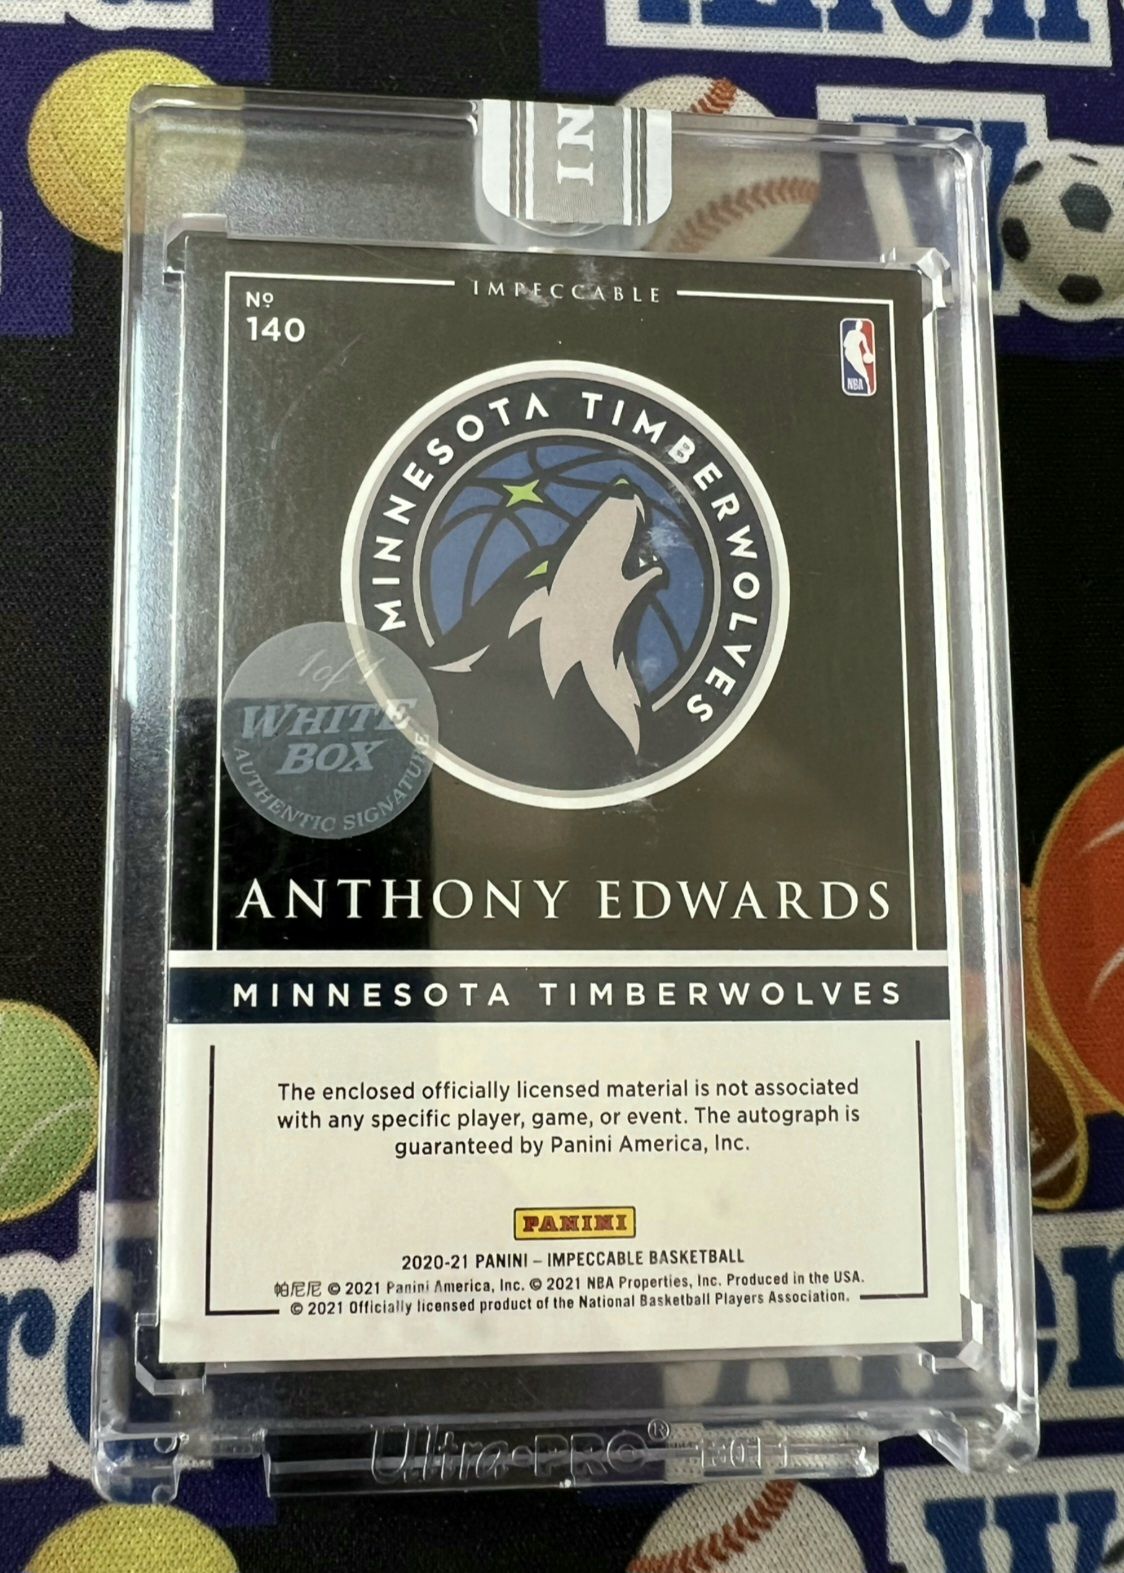 IN
IMPECCABLE
Nº
140
NBA
MINNESOTA TIMBERWOLVES
1 of 1
WHITE
BOX
AUTHENTIC SIGNATURE
ANTHONY EDWARDS
MINNESOTA TIMBERWOLVES
The enclosed officially licensed material is not associated
with any specific player, game, or event. The autograph is
guaranteed by Panini America, Inc.
PANINI
2020-21 PANINI – IMPECCABLE BASKETBALL
帕尼尼 © 2021 Panini America, Inc. © 2021 NBA Properties, Inc. Produced in the USA.
© 2021 Officially licensed product of the National Basketball Players Association.
Ultra•PRO®